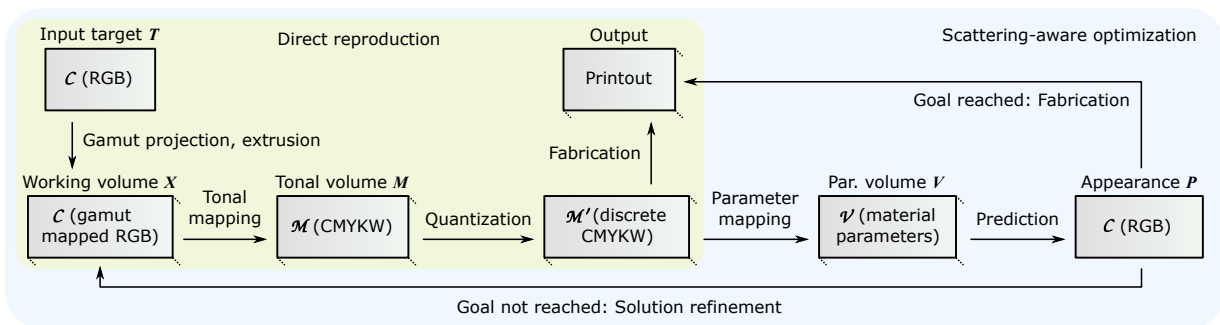 Input target T
Direct reproduction
Output
Scattering-aware optimization
C (RGB)
Printout
Goal reached: Fabrication
Gamut projection, extrusion
Fabrication
Working volume X
Tonal
mapping
Tonal volume M
Parameter
mapping
Par. volume V
Appearance P
C (gamut
mapped RGB)
M (CMYKW)
Quantization
M′ (discrete
CMYKW)
V (material
parameters)
Prediction
C (RGB)
Goal not reached: Solution refinement